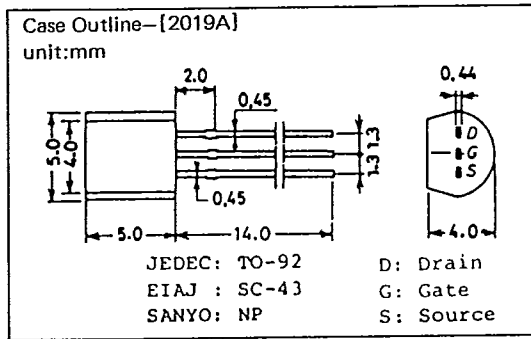 Case Outline–[2019A]
unit:mm
2.0
0.44
0,45
5.0
4.0
D
G
S
1.3
1.3
0,45
5.0
14.0
4.0
JEDEC: TO-92
EIAJ : SC-43
SANYO: NP
D: Drain
G: Gate
S: Source